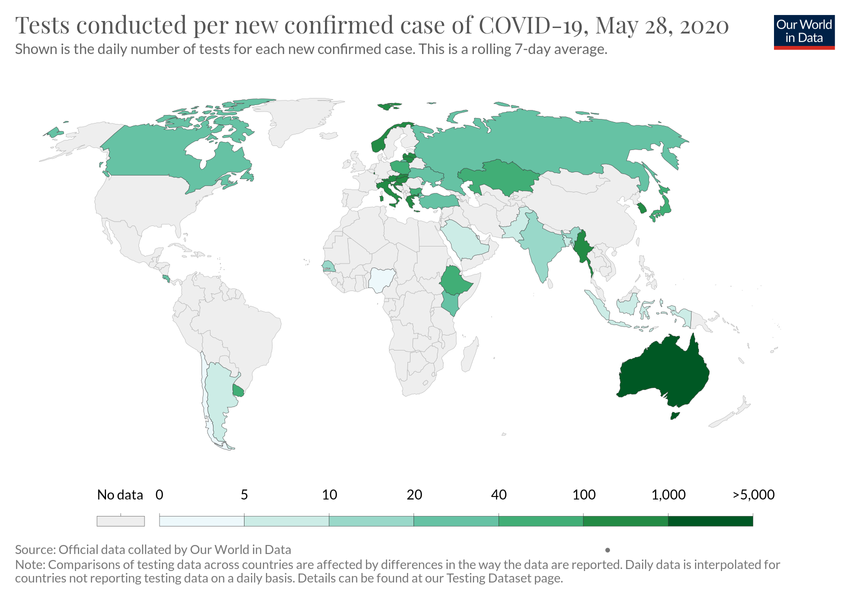 Tests conducted per new confirmed case of COVID-19, May 28, 2020
Our World
in Data
Shown is the daily number of tests for each new confirmed case. This is a rolling 7-day average.
No data 0 5 10 20 40 100 1,000 >5,000
Source: Official data collated by Our World in Data
Note: Comparisons of testing data across countries are affected by differences in the way the data are reported. Daily data is interpolated for
countries not reporting testing data on a daily basis. Details can be found at our Testing Dataset page.